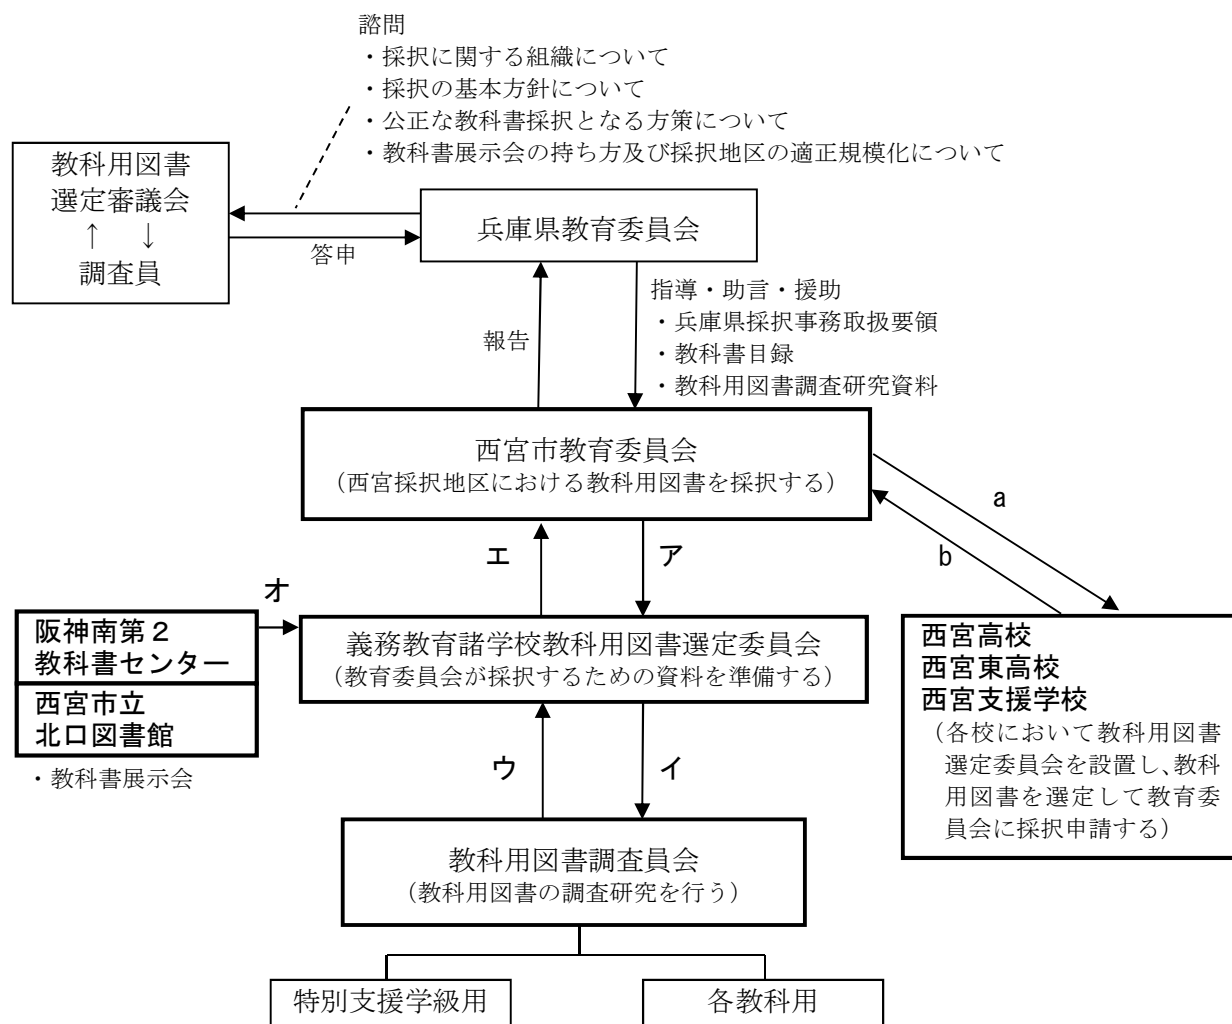 諮問
・採択に関する組織について
・採択の基本方針について
・公正な教科書採択となる方策について
・教科書展示会の持ち方及び採択地区の適正規模化について
教科用図書
選定審議会
↑ ↓
調査員
兵庫県教育委員会
答申
報告
指導・助言・援助
・兵庫県採択事務取扱要領
・教科書目録
・教科用図書調査研究資料
西宮市教育委員会
（西宮採択地区における教科用図書を採択する）
a
b
エ
ア
オ
阪神南第２
教科書センター
西宮市立
北口図書館
・教科書展示会
義務教育諸学校教科用図書選定委員会
（教育委員会が採択するための資料を準備する）
西宮高校
西宮東高校
西宮支援学校
（各校において教科用図書
選定委員会を設置し、教科
用図書を選定して教育委
員会に採択申請する）
ウ
イ
教科用図書調査員会
（教科用図書の調査研究を行う）
特別支援学級用
各教科用